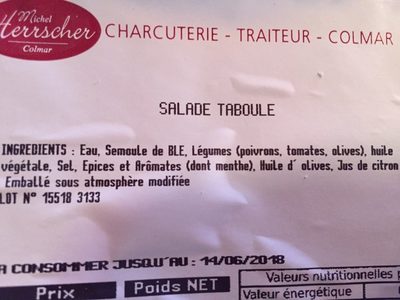 Michel
Herrscher
Colmar
CHARCUTERIE - TRAITEUR - COLMAR
SALADE TABOULE
INGREDIENTS : Eau, Semoule de BLE, Légumes (poivrons, tomates, olives), huile
végétale, Sel, Epices et Arômates (dont menthe), Huile d' olives, Jus de citron
Emballé sous atmosphère modifiée
LOT N° 15518 3133
A CONSOMMER JUSQU'AU : 14/06/2018
Prix
Poids NET
Valeurs nutritionnelles p
Valeur énergétique